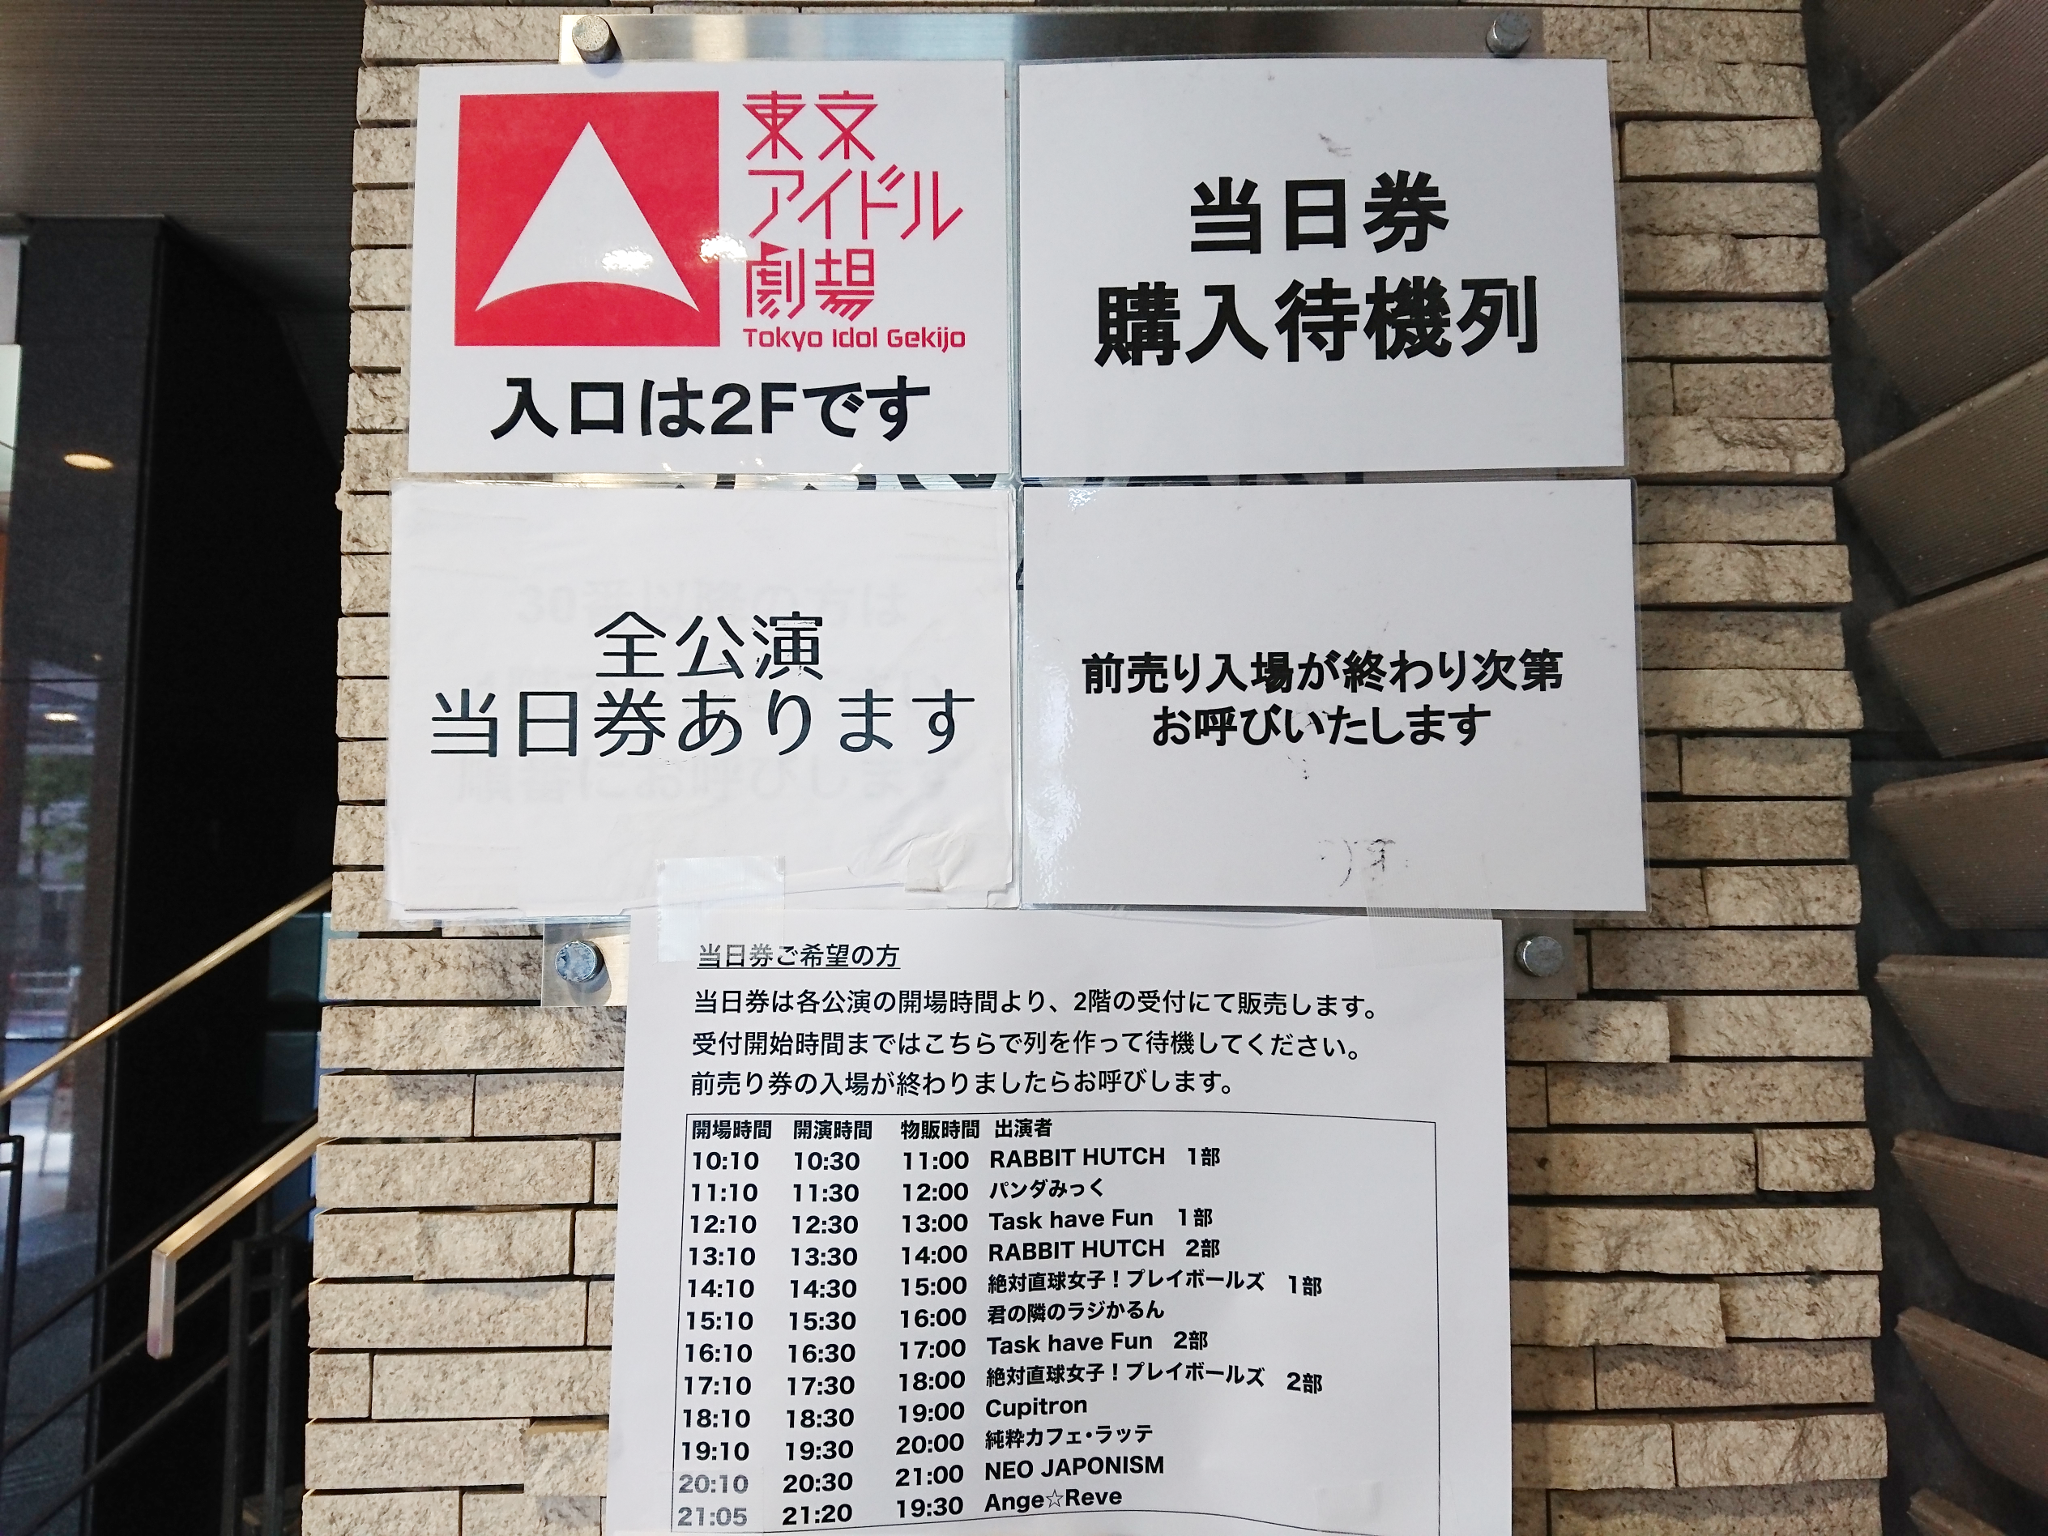 東京
アイドル
劇場
Tokyo Idol Gekijo
入口は2Fです
当日券
購入待機列
全公演
当日券あります
前売り入場が終わり次第
お呼びいたします
当日券ご希望の方
当日券は各公演の開場時間より、2階の受付にて販売します。
受付開始時間まではこちらで列を作って待機してください。
前売り券の入場が終わりましたらお呼びします。
開場時間 開演時間 物販時間 出演者
10:10 10:30 11:00 RABBIT HUTCH 1部
11:10 11:30 12:00 パンダみっく
12:10 12:30 13:00 Task have Fun 1部
13:10 13:30 14:00 RABBIT HUTCH 2部
14:10 14:30 15:00 絶対直球女子！プレイボールズ 1部
15:10 15:30 16:00 君の隣のラジかるん
16:10 16:30 17:00 Task have Fun 2部
17:10 17:30 18:00 絶対直球女子！プレイボールズ 2部
18:10 18:30 19:00 Cupitron
19:10 19:30 20:00 純粋カフェ・ラッテ
20:10 20:30 21:00 NEO JAPONISM
21:05 21:20 19:30 Ange☆Reve